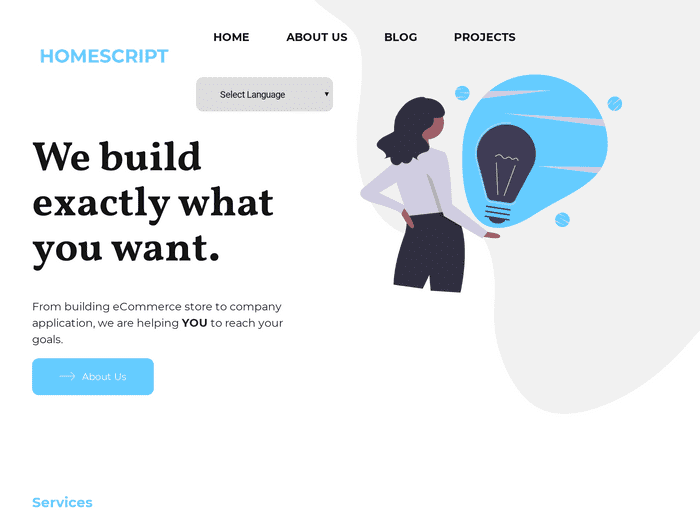 HOMESCRIPT
HOME ABOUT US BLOG PROJECTS
Select Language
We build
exactly what
you want.
From building eCommerce store to company
application, we are helping YOU to reach your
goals.
About Us
Services